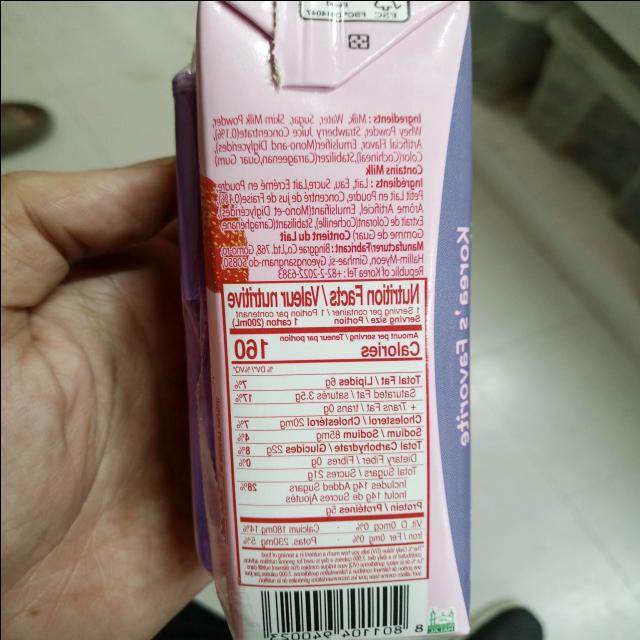 FSC® C014047
Ingredients : Milk, Water, Sugar, Skim Milk Powder,
Whey Powder, Strawberry Juice Concentrate(0.1%),
Artificial Flavor, Emulsifier(Mono-and Diglycerides),
Color(Cochineal),Stabilizer(Carrageenan,Guar Gum)
Contains Milk
Ingrédients : Lait, Eau, Sucre,Lait Écrémé en Poudre,
Petit Lait en Poudre, Concentré de jus de Fraise(0.1%),
Arôme Artificiel, Émulsifiant(Mono-et Diglycérides),
Extrait de Colorant(Cochenille),Stabilisant(Carraghénane,
Gomme de Guar) Contient du Lait
Manufacturer/Fabricant : Binggrae Co.,Ltd.768, Gomo-ro,
Hallim-Myeon, Gimhae-si, Gyeongsangnam-do 50850
Republic of Korea Tel : +82-2-2022-6383
Nutrition Facts / Valeur nutritive
1 Serving per container / 1 Portion par contenant
Serving size / Portion 1 carton (200mL)
Amount per serving / Teneur par portion
Calories 160
% DV*/%VQ*
Total Fat / Lipides 6g 7%
Saturated Fat / saturés 3.5g 17%
+ Trans Fat / trans 0g
Cholesterol / Cholestérol 20mg 7%
Sodium / Sodium 85mg 4%
Total Carbohydrate / Glucides 22g 8%
Dietary Fiber / Fibres 0g 0%
Total Sugars / Sucres 21g
Includes 14g Added Sugars 28%
Inclut 14g de Sucres Ajoutés
Protein / Protéines 5g
Vit.D 0mcg 0% · Calcium 180mg 14%
Iron / Fer 0mg 0% · Potas. 230mg 5%
Korea's Favorite
8 801104 940023
HALAL